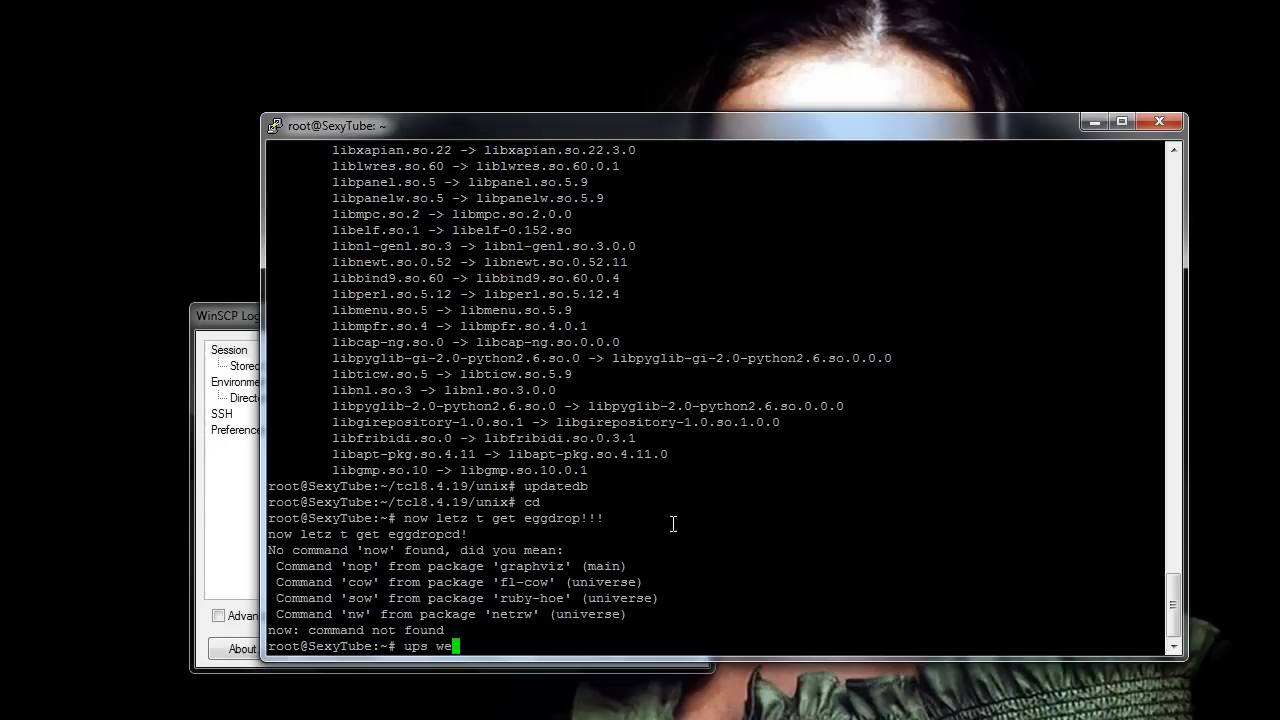 root@SexyTube: ~
libxapian.so.22 -> libxapian.so.22.3.0
liblwres.so.60 -> liblwres.so.60.0.1
libpanel.so.5 -> libpanel.so.5.9
libpanelw.so.5 -> libpanelw.so.5.9
libmpc.so.2 -> libmpc.so.2.0.0
libelf.so.1 -> libelf-0.152.so
libnl-genl.so.3 -> libnl-genl.so.3.0.0
libnewt.so.0.52 -> libnewt.so.0.52.11
libbind9.so.60 -> libbind9.so.60.0.4
libperl.so.5.12 -> libperl.so.5.12.4
libmenu.so.5 -> libmenu.so.5.9
libmpfr.so.4 -> libmpfr.so.4.0.1
libcap-ng.so.0 -> libcap-ng.so.0.0.0
libpyglib-gi-2.0-python2.6.so.0 -> libpyglib-gi-2.0-python2.6.so.0.0.0
libticw.so.5 -> libticw.so.5.9
libnl.so.3 -> libnl.so.3.0.0
libpyglib-2.0-python2.6.so.0 -> libpyglib-2.0-python2.6.so.0.0.0
libgirepository-1.0.so.1 -> libgirepository-1.0.so.1.0.0
libfribidi.so.0 -> libfribidi.so.0.3.1
libapt-pkg.so.4.11 -> libapt-pkg.so.4.11.0
libgmp.so.10 -> libgmp.so.10.0.1
root@SexyTube:~/tcl8.4.19/unix# updatedb
root@SexyTube:~/tcl8.4.19/unix# cd
root@SexyTube:~# now letz t get eggdrop!!!
now letz t get eggdropcd!
No command 'now' found, did you mean:
 Command 'nop' from package 'graphviz' (main)
 Command 'cow' from package 'fl-cow' (universe)
 Command 'sow' from package 'ruby-hoe' (universe)
 Command 'nw' from package 'netrw' (universe)
now: command not found
root@SexyTube:~# ups we
WinSCP Log
Session
Stored
Environme
Direct
SSH
Preference
Advan
About